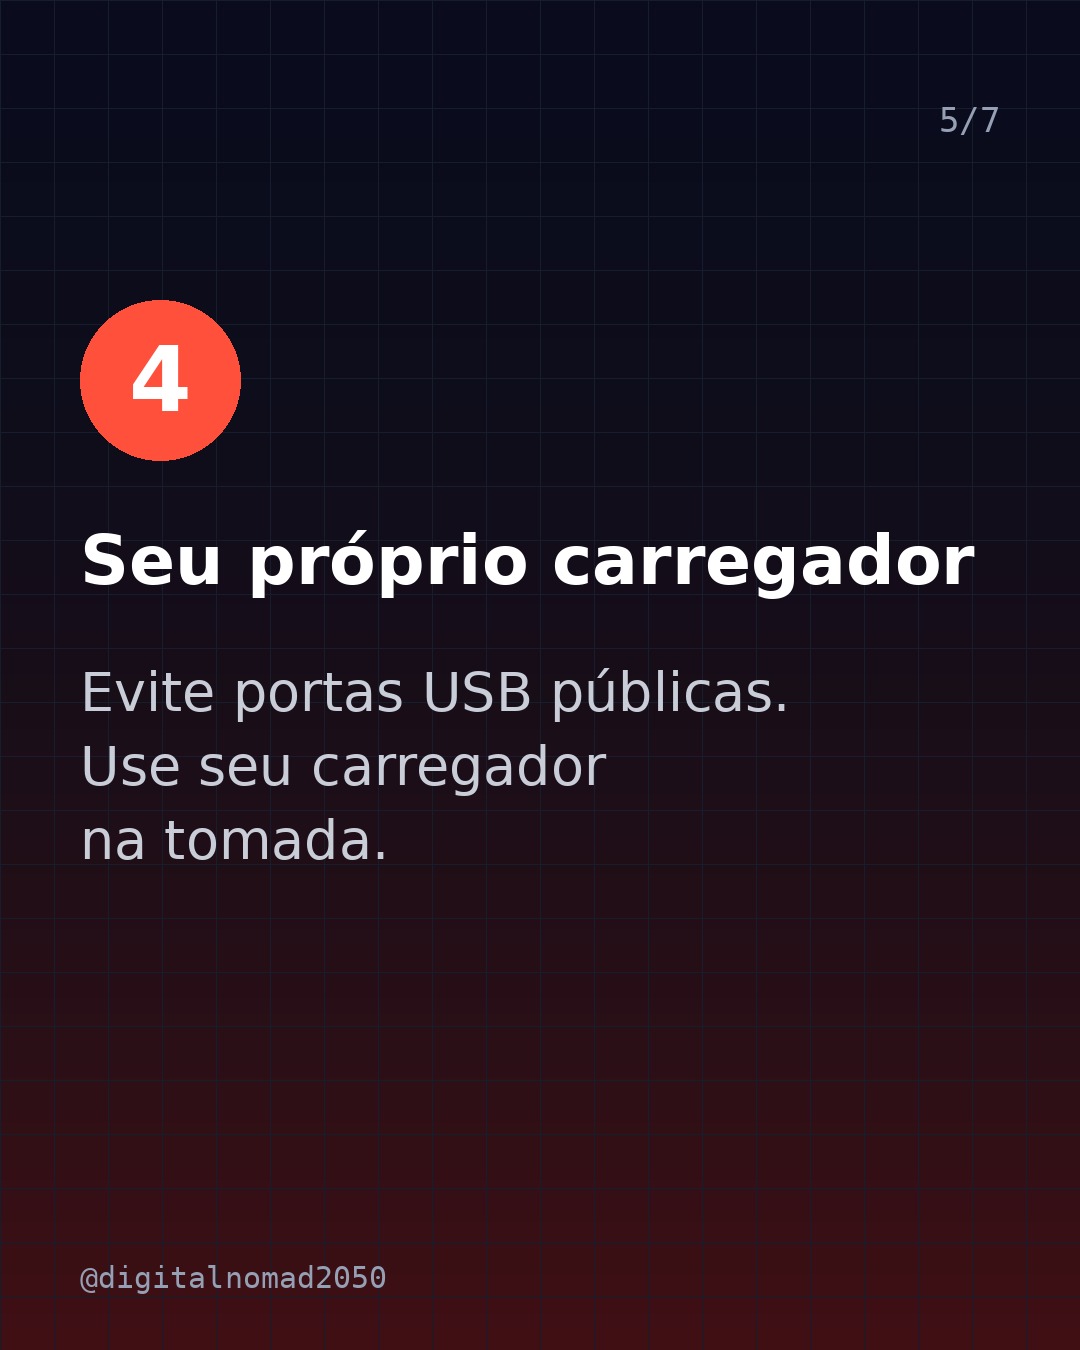 5/7
4
Seu próprio carregador
Evite portas USB públicas.
Use seu carregador
na tomada.
@digitalnomad2050